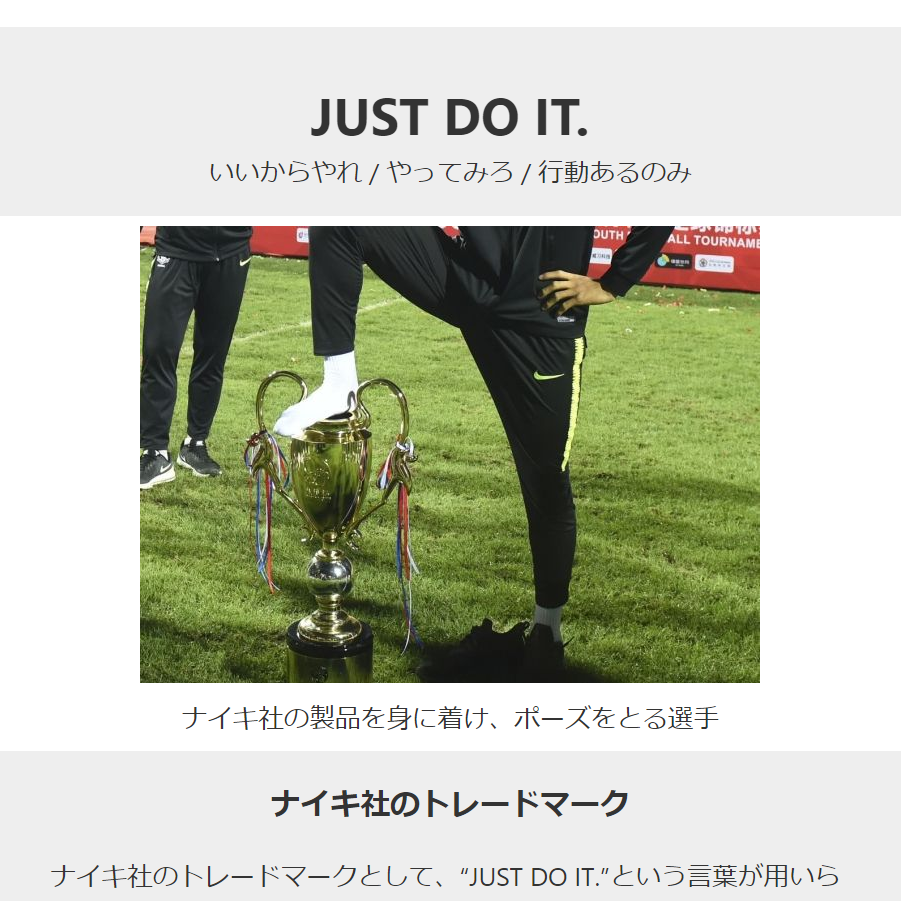 JUST DO IT.
いいからやれ / やってみろ / 行動あるのみ
OUTH
ALL TOURNAME
ナイキ社の製品を身に着け、ポーズをとる選手
ナイキ社のトレードマーク
ナイキ社のトレードマークとして、“JUST DO IT.”という言葉が用いら